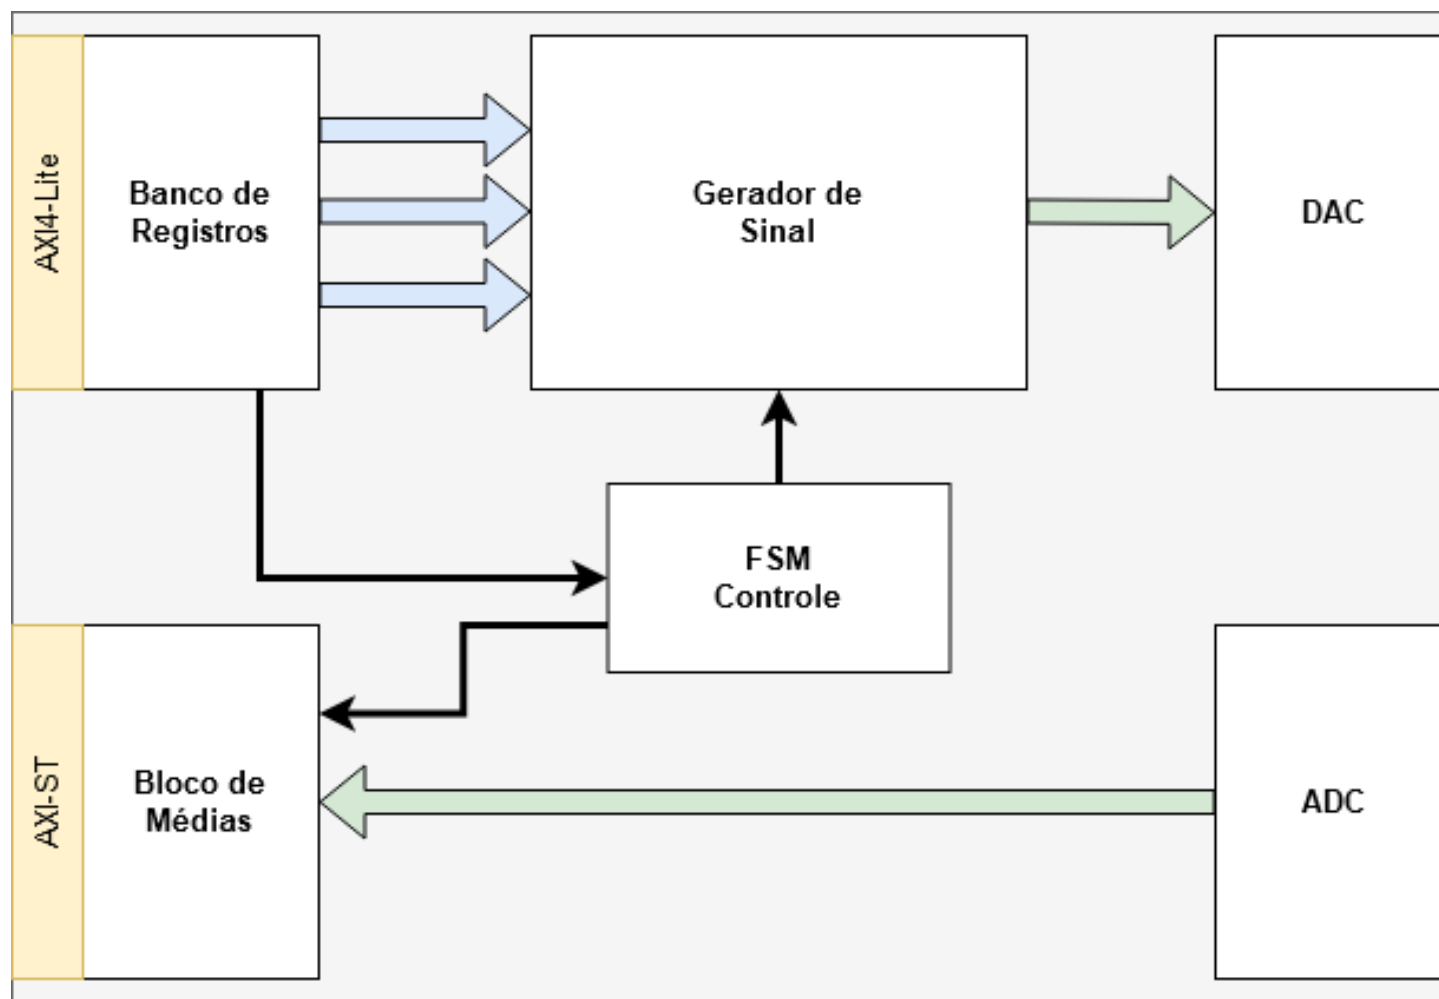 AXI4-Lite
Banco de
Registros
Gerador de
Sinal
DAC
FSM
Controle
AXI-ST
Bloco de
Médias
ADC